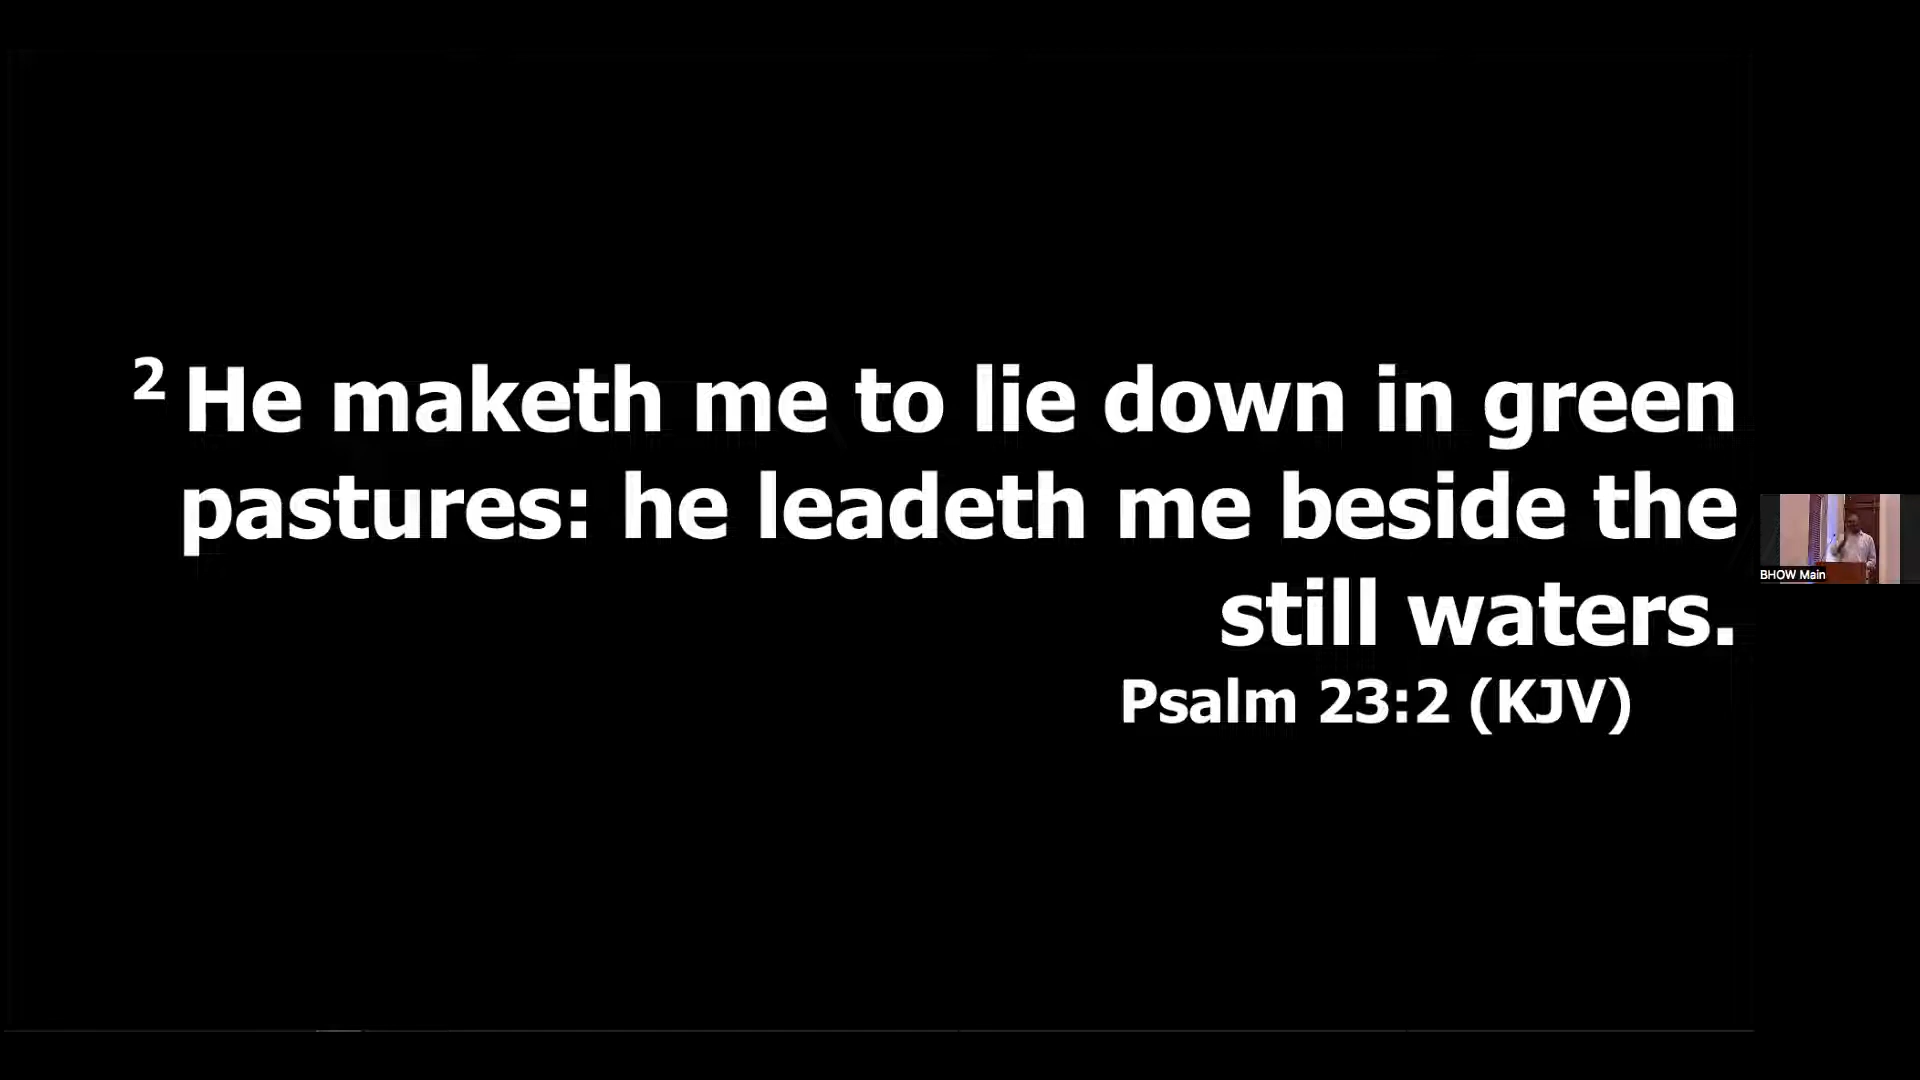 2 He maketh me to lie down in green
pastures: he leadeth me beside the
still waters.
Psalm 23:2 (KJV)
BHOW Main